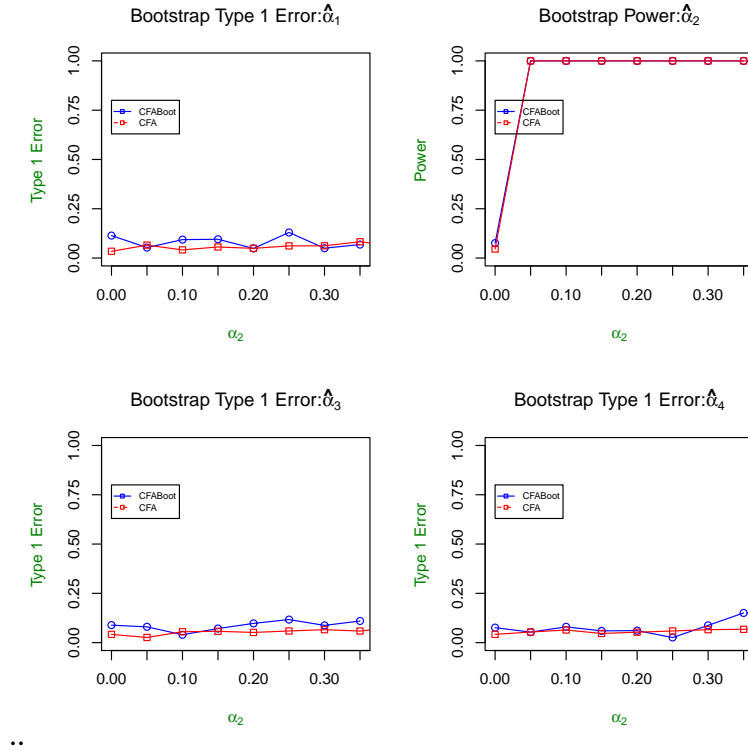 Bootstrap Type 1 Error:α̂₁
Type 1 Error
1.00
0.75
0.50
0.25
0.00
CFABoot
CFA
0.00 0.10 0.20 0.30
α₂
Bootstrap Power:α̂₂
Power
1.00
0.75
0.50
0.25
0.00
CFABoot
CFA
0.00 0.10 0.20 0.30
α₂
Bootstrap Type 1 Error:α̂₃
Type 1 Error
1.00
0.75
0.50
0.25
0.00
CFABoot
CFA
0.00 0.10 0.20 0.30
α₂
Bootstrap Type 1 Error:α̂₄
Type 1 Error
1.00
0.75
0.50
0.25
0.00
CFABoot
CFA
0.00 0.10 0.20 0.30
α₂
..